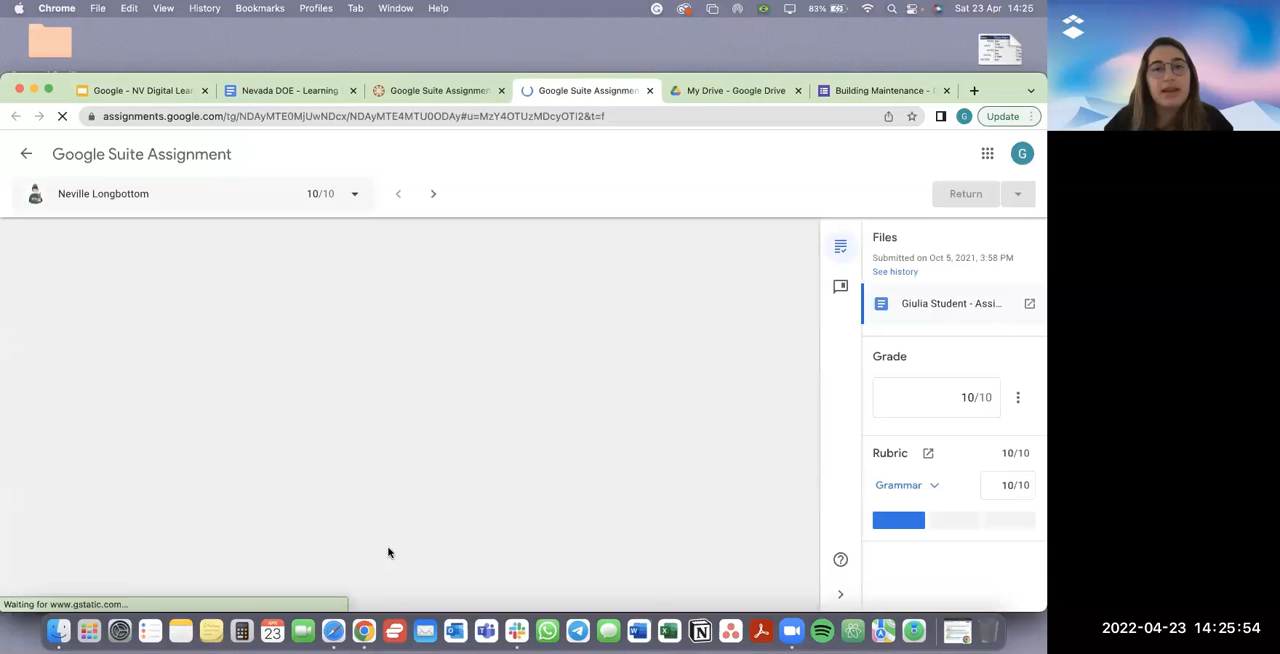 Chrome File Edit View History Bookmarks Profiles Tab Window Help 83% Sat 23 Apr 14:25
Google - NV Digital Lea Nevada DOE - Learning Google Suite Assignment Google Suite Assignmen My Drive - Google Drive Building Maintenance -
assignments.google.com/tg/NDAyMTE0MjUwNDcx/NDAyMTE4MTU0ODAy#u=MzY4OTUzMDcyOTI2&t=f G Update
Google Suite Assignment G
Neville Longbottom 10/10 Return
Files
Submitted on Oct 5, 2021, 3:58 PM
See history
Giulia Student - Assi...
Grade
10/10
Rubric 10/10
Grammar 10/10
Waiting for www.gstatic.com...
APR
23
2022-04-23 14:25:54